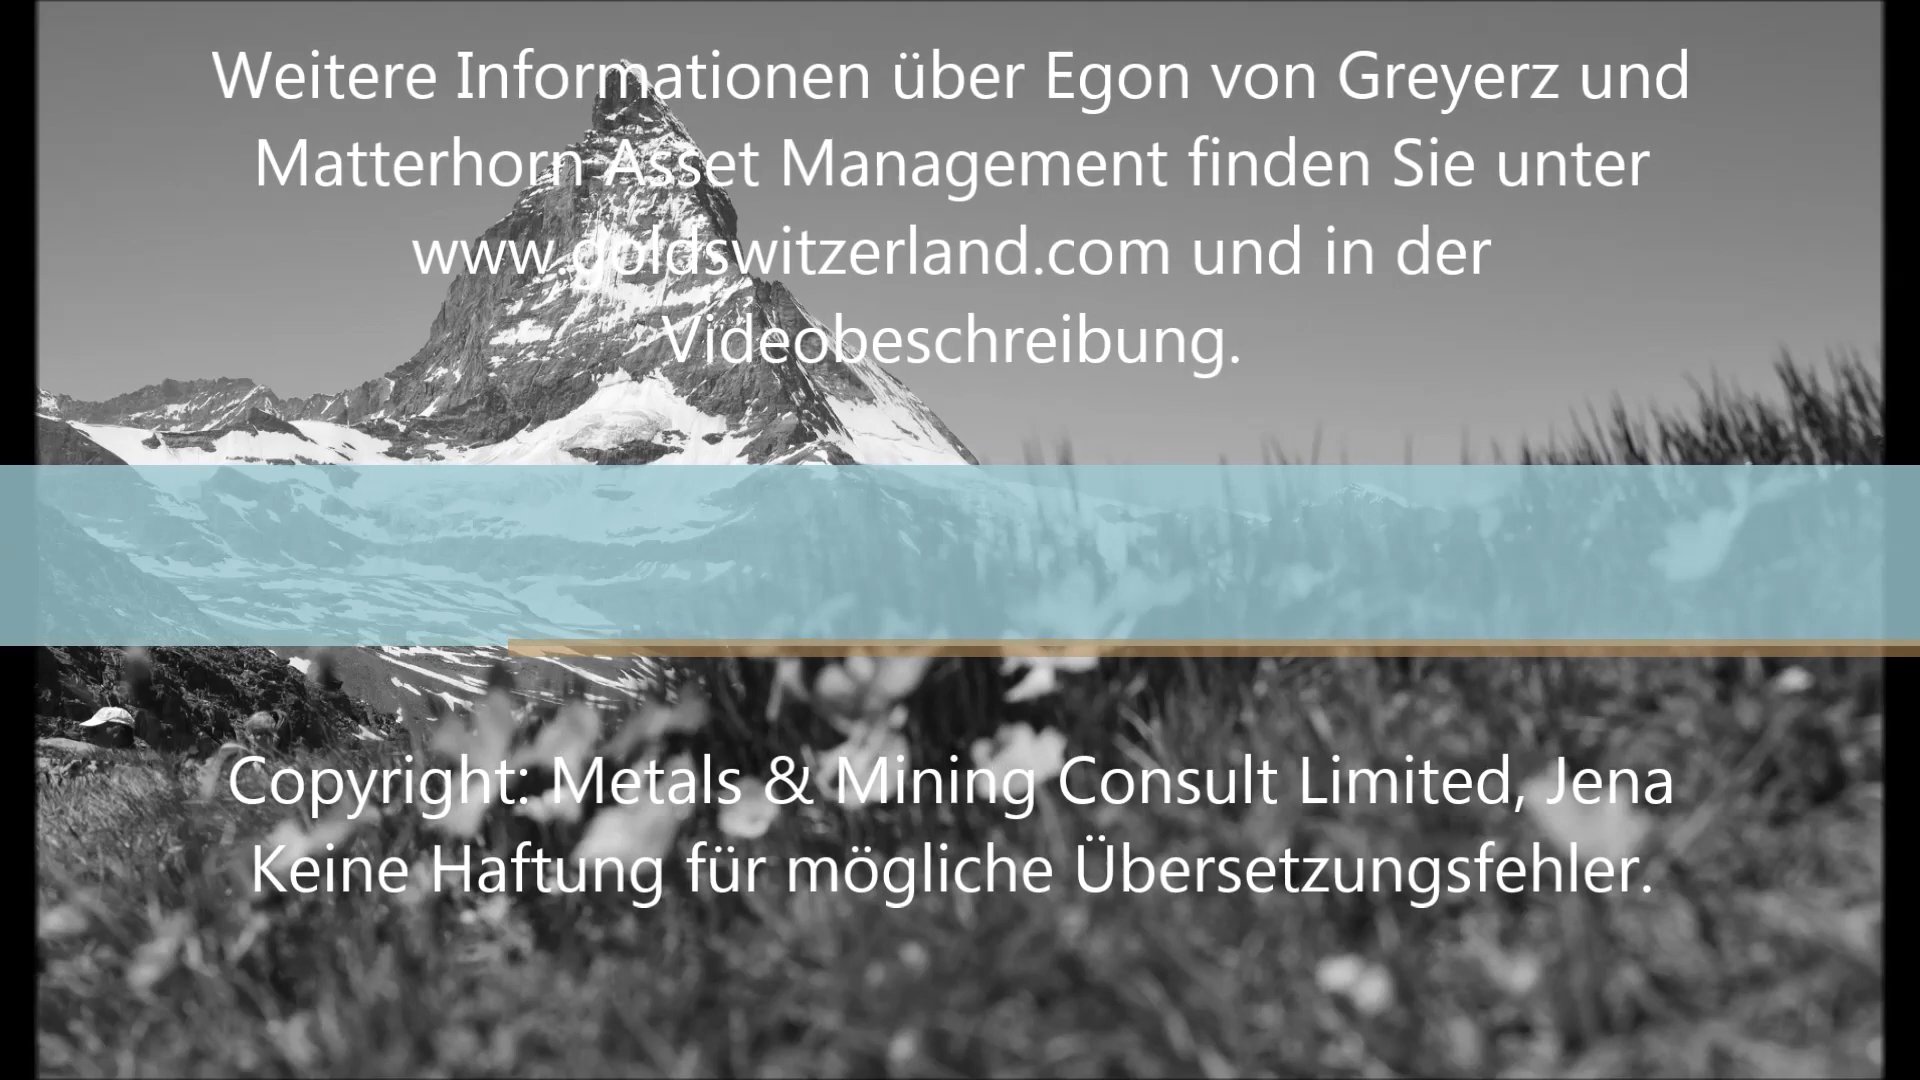 Weitere Informationen über Egon von Greyerz und
Matterhorn Asset Management finden Sie unter
www.goldswitzerland.com und in der
Videobeschreibung.
Copyright: Metals & Mining Consult Limited, Jena
Keine Haftung für mögliche Übersetzungsfehler.